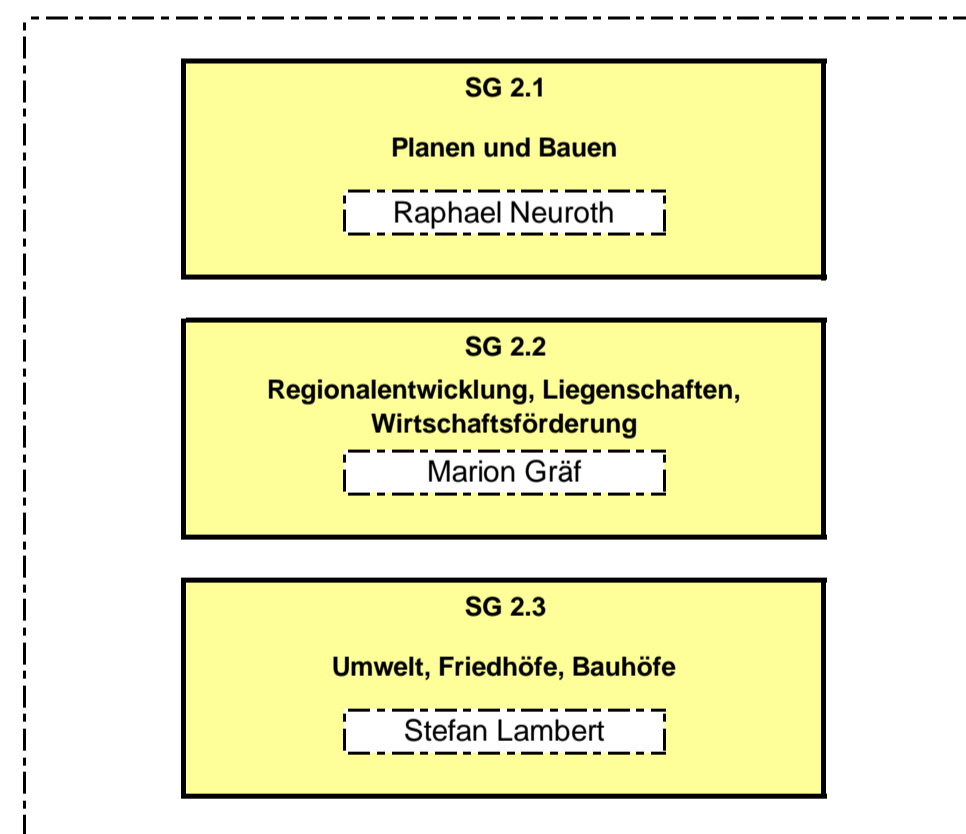 SG 2.1
Planen und Bauen
Raphael Neuroth
SG 2.2
Regionalentwicklung, Liegenschaften,
Wirtschaftsförderung
Marion Gräf
SG 2.3
Umwelt, Friedhöfe, Bauhöfe
Stefan Lambert